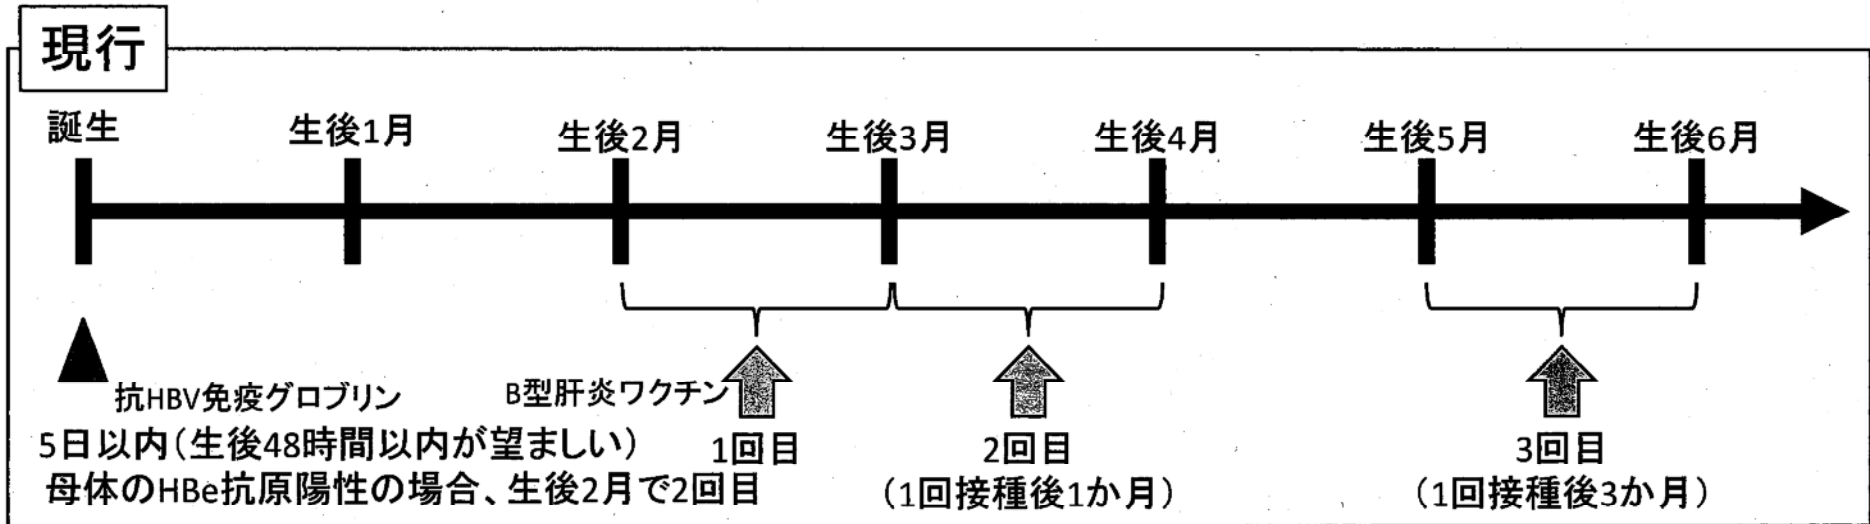 現行
誕生
生後1月
生後2月
生後3月
生後4月
生後5月
生後6月
抗HBV免疫グロブリン
B型肝炎ワクチン
5日以内(生後48時間以内が望ましい)
母体のHBe抗原陽性の場合、生後2月で2回目
1回目
2回目
(1回接種後1か月)
3回目
(1回接種後3か月)